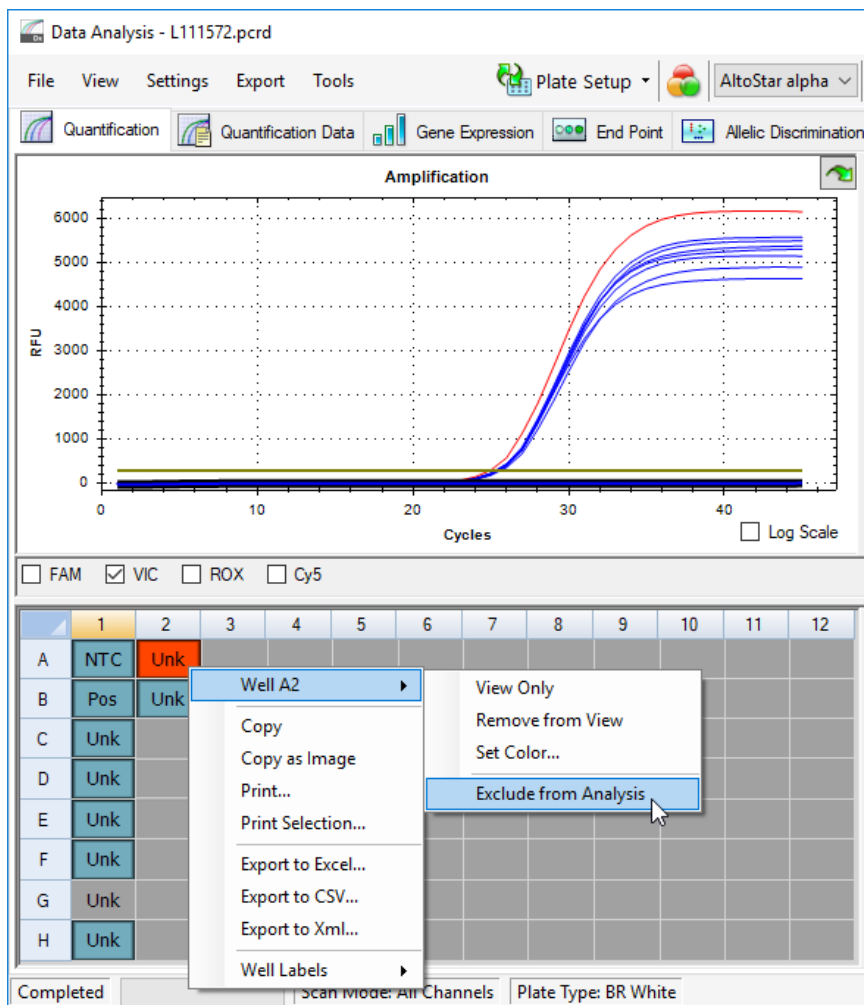 Data Analysis - L111572.pcrd
File View Settings Export Tools Plate Setup AltoStar alpha
Quantification Quantification Data Gene Expression End Point Allelic Discrimination
Amplification
6000
5000
4000
3000
2000
1000
0
RFU
0 10 20 30 40
Cycles
Log Scale
FAM VIC ROX Cy5
1 2 3 4 5 6 7 8 9 10 11 12
A NTC Unk
B Pos Unk
C Unk
D Unk
E Unk
F Unk
G Unk
H Unk
Well A2
Copy
Copy as Image
Print...
Print Selection...
Export to Excel...
Export to CSV...
Export to Xml...
Well Labels
View Only
Remove from View
Set Color...
Exclude from Analysis
Completed Scan Mode: All Channels Plate Type: BR White